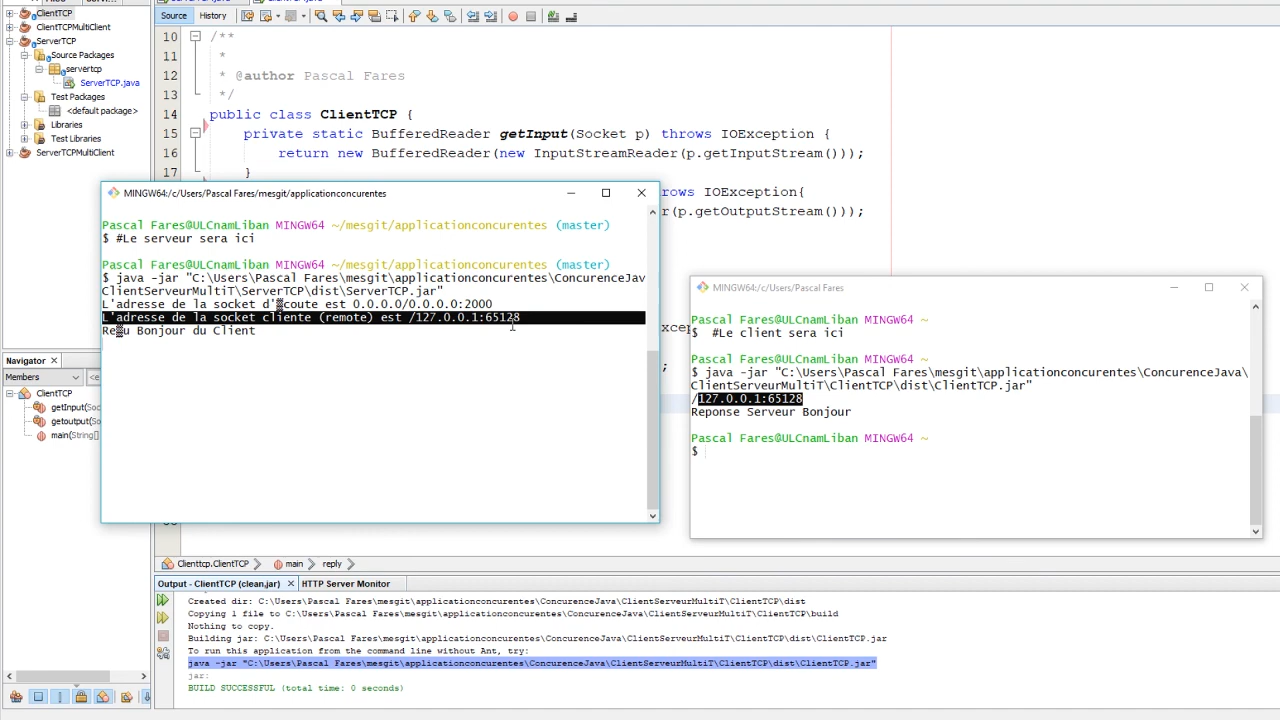 ClientTCP
ClientTCPMultiClient
ServerTCP
Source Packages
servertcp
ServerTCP.java
Test Packages
<default package>
Libraries
Test Libraries
ServerTCPMultiClient
Source
History
10 /**
11 *
12 * @author Pascal Fares
13 */
14 public class ClientTCP {
15 private static BufferedReader getInput(Socket p) throws IOException {
16 return new BufferedReader(new InputStreamReader(p.getInputStream()));
17 }
rows IOException{
r(p.getOutputStream()));
xcep
;
MINGW64:/c/Users/Pascal Fares/mesgit/applicationconcurentes
Pascal Fares@ULCnamLiban MINGW64 ~/mesgit/applicationconcurentes (master)
$ #Le serveur sera ici
Pascal Fares@ULCnamLiban MINGW64 ~/mesgit/applicationconcurentes (master)
$ java -jar "C:\Users\Pascal Fares\mesgit\applicationconcurentes\ConcurenceJav
ClientServeurMultiT\ServerTCP\dist\ServerTCP.jar"
L'adresse de la socket d'▒coute est 0.0.0.0/0.0.0.0:2000
L'adresse de la socket cliente (remote) est /127.0.0.1:65128
Re▒u Bonjour du Client
MINGW64:/c/Users/Pascal Fares
Pascal Fares@ULCnamLiban MINGW64 ~
$ #Le client sera ici
Pascal Fares@ULCnamLiban MINGW64 ~
$ java -jar "C:\Users\Pascal Fares\mesgit\applicationconcurentes\ConcurenceJava\
ClientServeurMultiT\ClientTCP\dist\ClientTCP.jar"
/127.0.0.1:65128
Reponse Serveur Bonjour
Pascal Fares@ULCnamLiban MINGW64 ~
$
Navigator
Members
<e
ClientTCP
getInput(Soc
getoutput(So
main(String[]
Clienttcp.ClientTCP
main
reply
Output - ClientTCP (clean,jar)
HTTP Server Monitor
Created dir: C:\Users\Pascal Fares\mesgit\applicationconcurentes\ConcurenceJava\ClientServeurMultiT\ClientTCP\dist
Copying 1 file to C:\Users\Pascal Fares\mesgit\applicationconcurentes\ConcurenceJava\ClientServeurMultiT\ClientTCP\build
Nothing to copy.
Building jar: C:\Users\Pascal Fares\mesgit\applicationconcurentes\ConcurenceJava\ClientServeurMultiT\ClientTCP\dist\ClientTCP.jar
To run this application from the command line without Ant, try:
java -jar "C:\Users\Pascal Fares\mesgit\applicationconcurentes\ConcurenceJava\ClientServeurMultiT\ClientTCP\dist\ClientTCP.jar"
jar:
BUILD SUCCESSFUL (total time: 0 seconds)